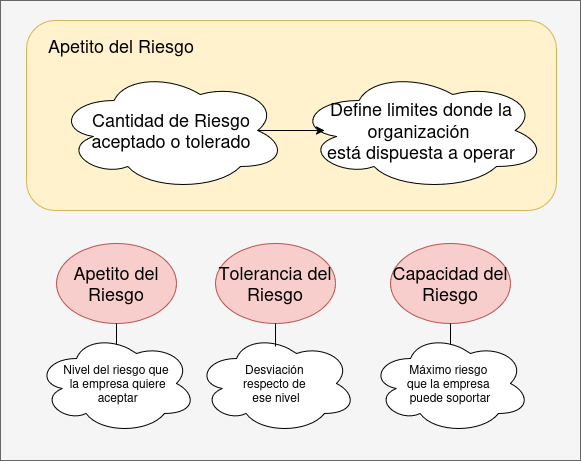 Apetito del Riesgo
Cantidad de Riesgo
aceptado o tolerado
Define limites donde la
organización
está dispuesta a operar
Apetito del
Riesgo
Tolerancia del
Riesgo
Capacidad del
Riesgo
Nivel del riesgo que
la empresa quiere
aceptar
Desviación
respecto de
ese nivel
Máximo riesgo
que la empresa
puede soportar